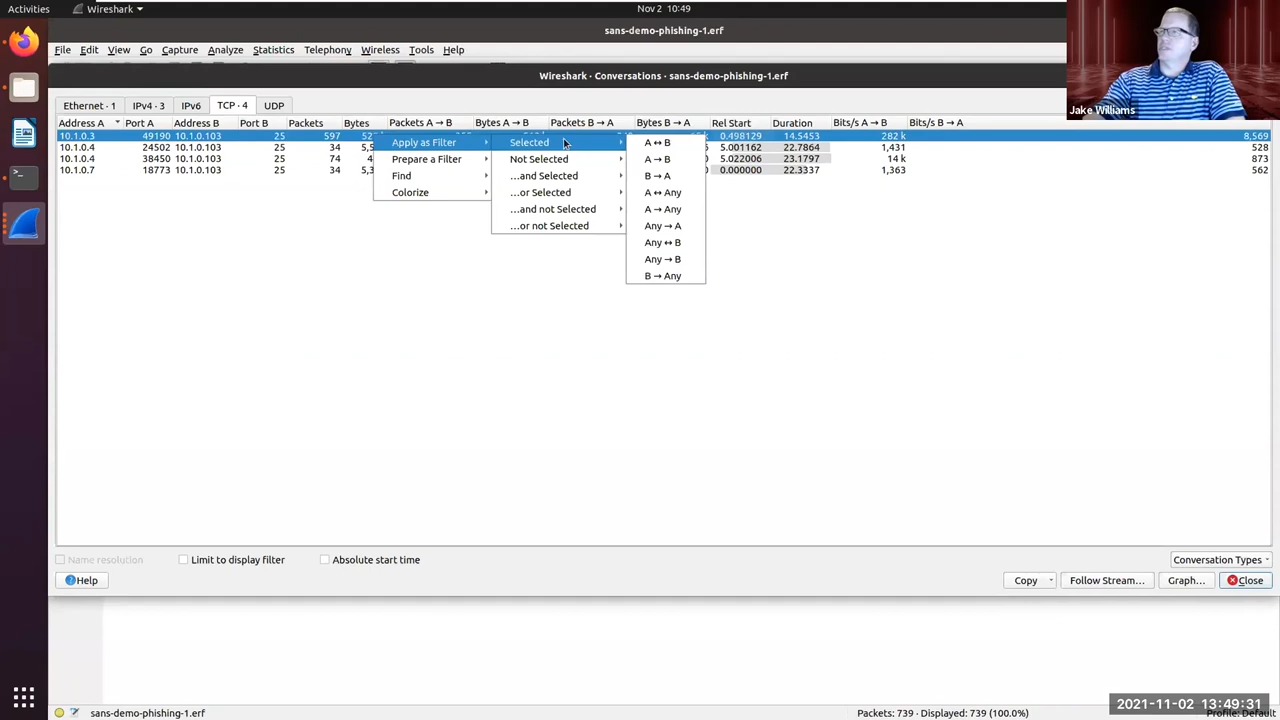 Activities Wireshark Nov 2 10:49
sans-demo-phishing-1.erf
File Edit View Go Capture Analyze Statistics Telephony Wireless Tools Help
Wireshark · Conversations · sans-demo-phishing-1.erf
Jake Williams
Ethernet · 1 IPv4 · 3 IPv6 TCP · 4 UDP
Address A Port A Address B Port B Packets Bytes Packets A → B Bytes A → B Packets B → A Bytes B → A Rel Start Duration Bits/s A → B Bits/s B → A
10.1.0.3 49190 10.1.0.103 25 597 0.498129 14.5453 282 k 8,569
10.1.0.4 24502 10.1.0.103 25 34 5.001162 22.7864 1,431 528
10.1.0.4 38450 10.1.0.103 25 74 5.022006 23.1797 14 k 873
10.1.0.7 18773 10.1.0.103 25 34 0.000000 22.3337 1,363 562
Apply as Filter
Prepare a Filter
Find
Colorize
Selected
Not Selected
...and Selected
...or Selected
...and not Selected
...or not Selected
A ↔ B
A → B
B → A
A ↔ Any
A → Any
Any → A
Any ↔ B
Any → B
B → Any
Name resolution Limit to display filter Absolute start time Conversation Types
Help Copy Follow Stream... Graph... Close
2021-11-02 13:49:31
sans-demo-phishing-1.erf Packets: 739 · Displayed: 739 (100.0%) Profile: Default